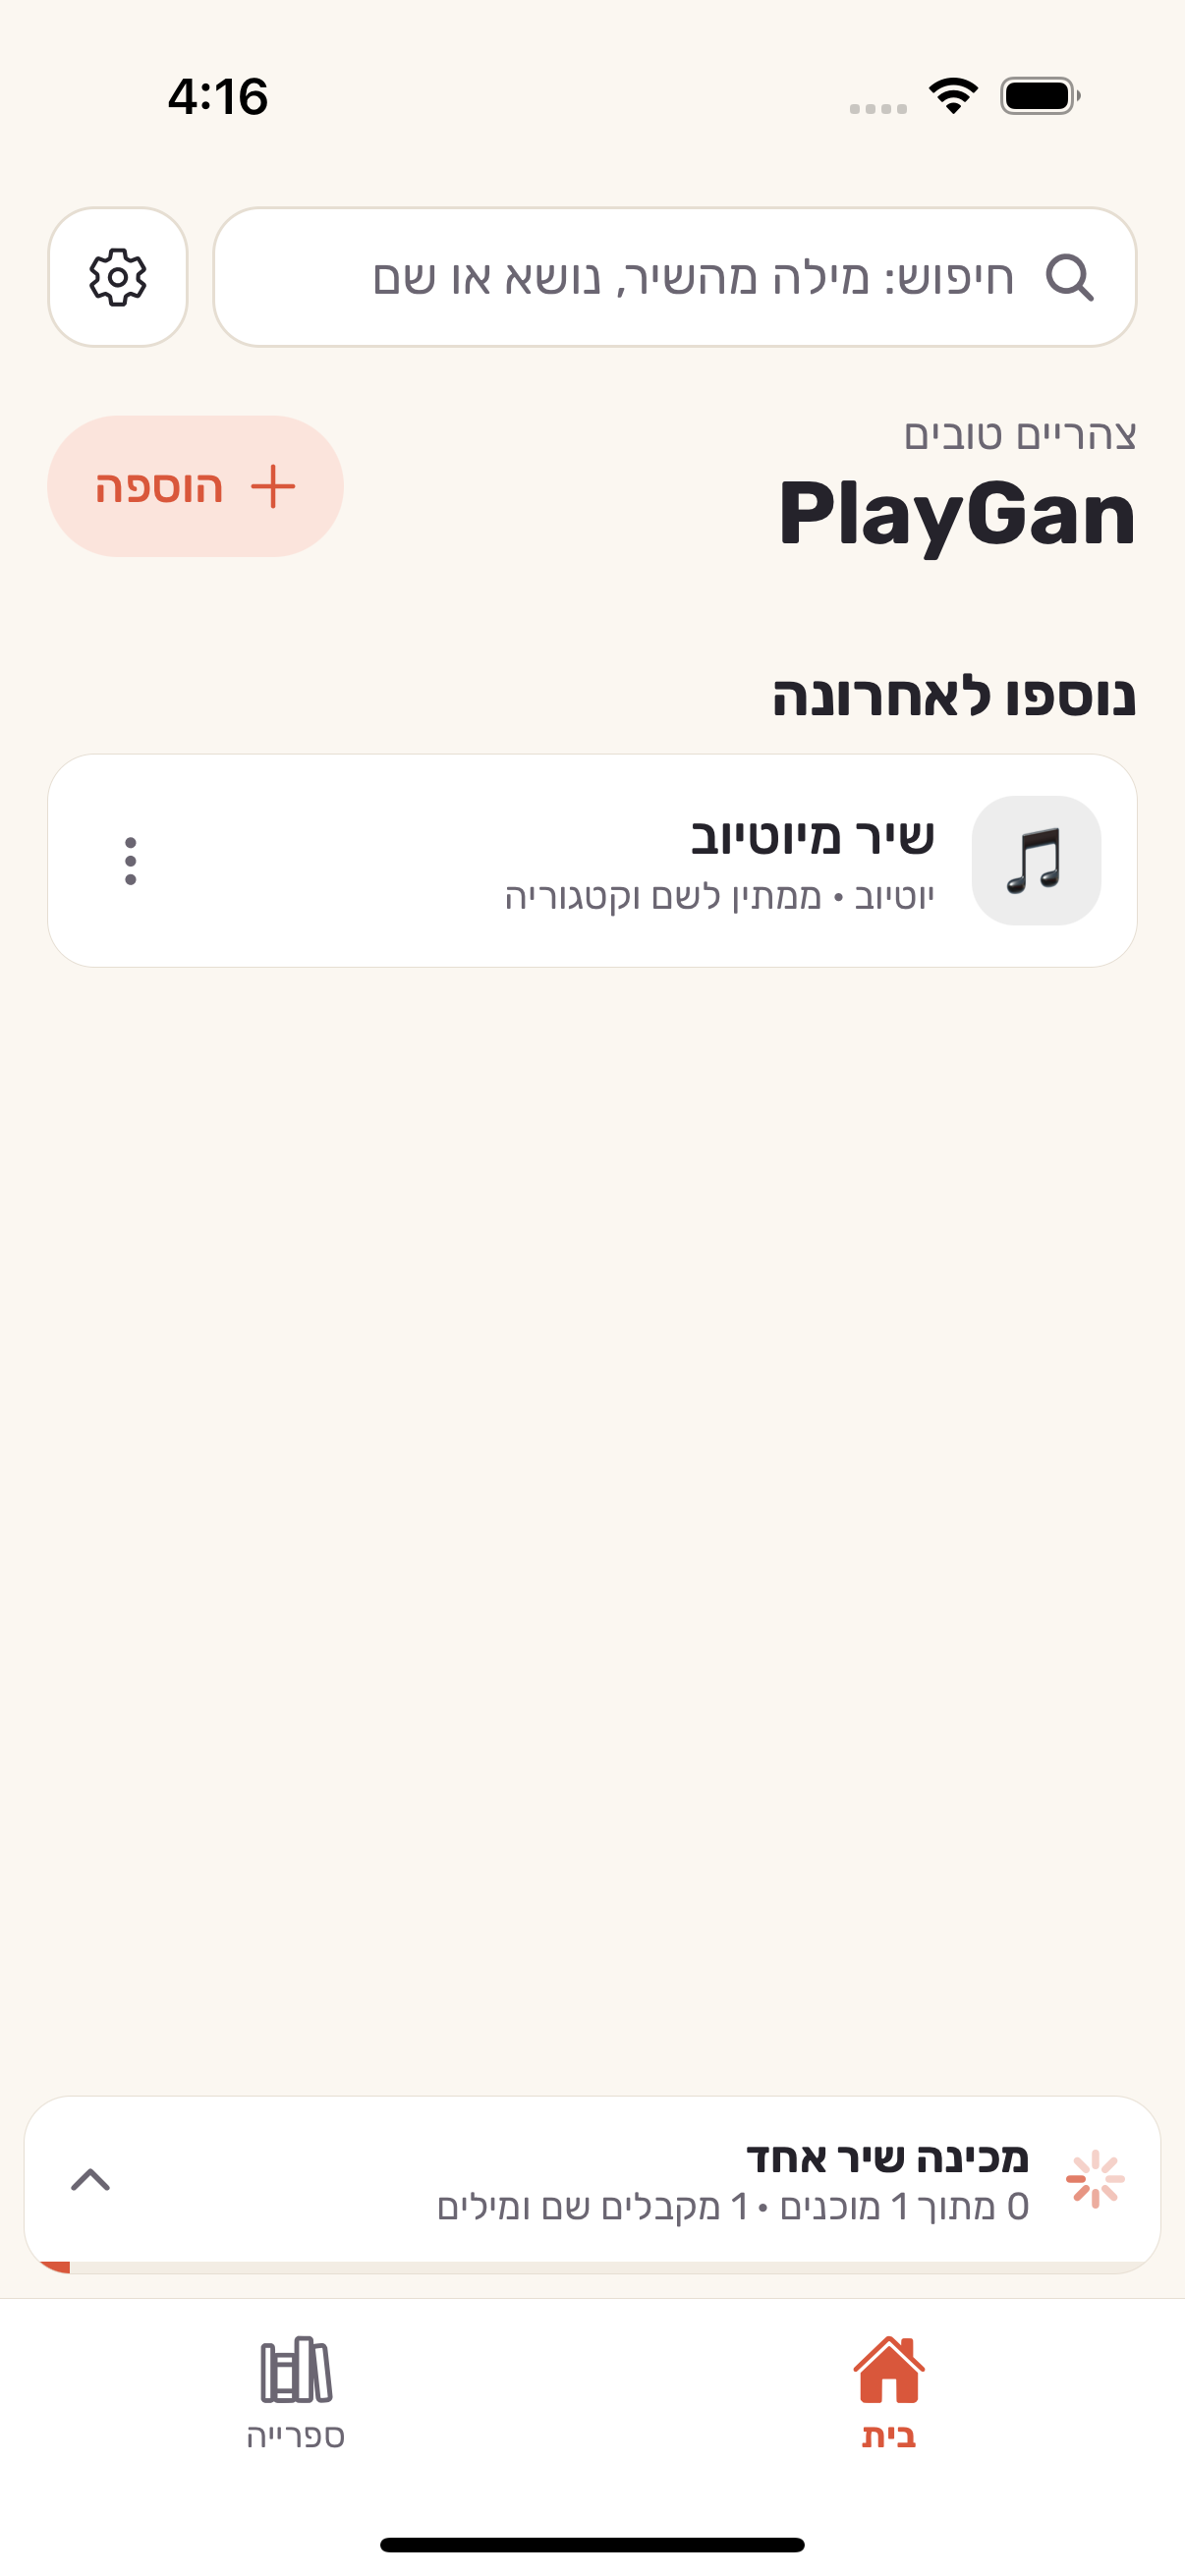 4:16
חיפוש: מילה מהשיר, נושא או שם
צהריים טובים
PlayGan
הוספה
נוספו לאחרונה
שיר מיוטיוב
יוטיוב • ממתין לשם וקטגוריה
מכינה שיר אחד
0 מתוך 1 מוכנים • 1 מקבלים שם ומילים
בית
ספרייה